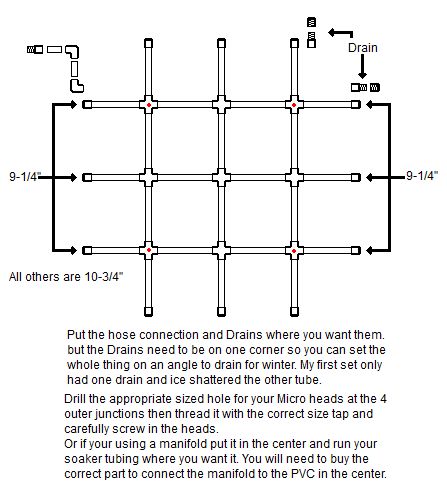 Drain
9-1/4"
9-1/4"
All others are 10-3/4"
Put the hose connection and Drains where you want them.
but the Drains need to be on one corner so you can set the
whole thing on an angle to drain for winter. My first set only
had one drain and ice shattered the other tube.
Drill the appropriate sized hole for your Micro heads at the 4
outer junctions then thread it with the correct size tap and
carefully screw in the heads.
Or if your using a manifold put it in the center and run your
soaker tubing where you want it. You will need to buy the
correct part to connect the manifold to the PVC in the center.